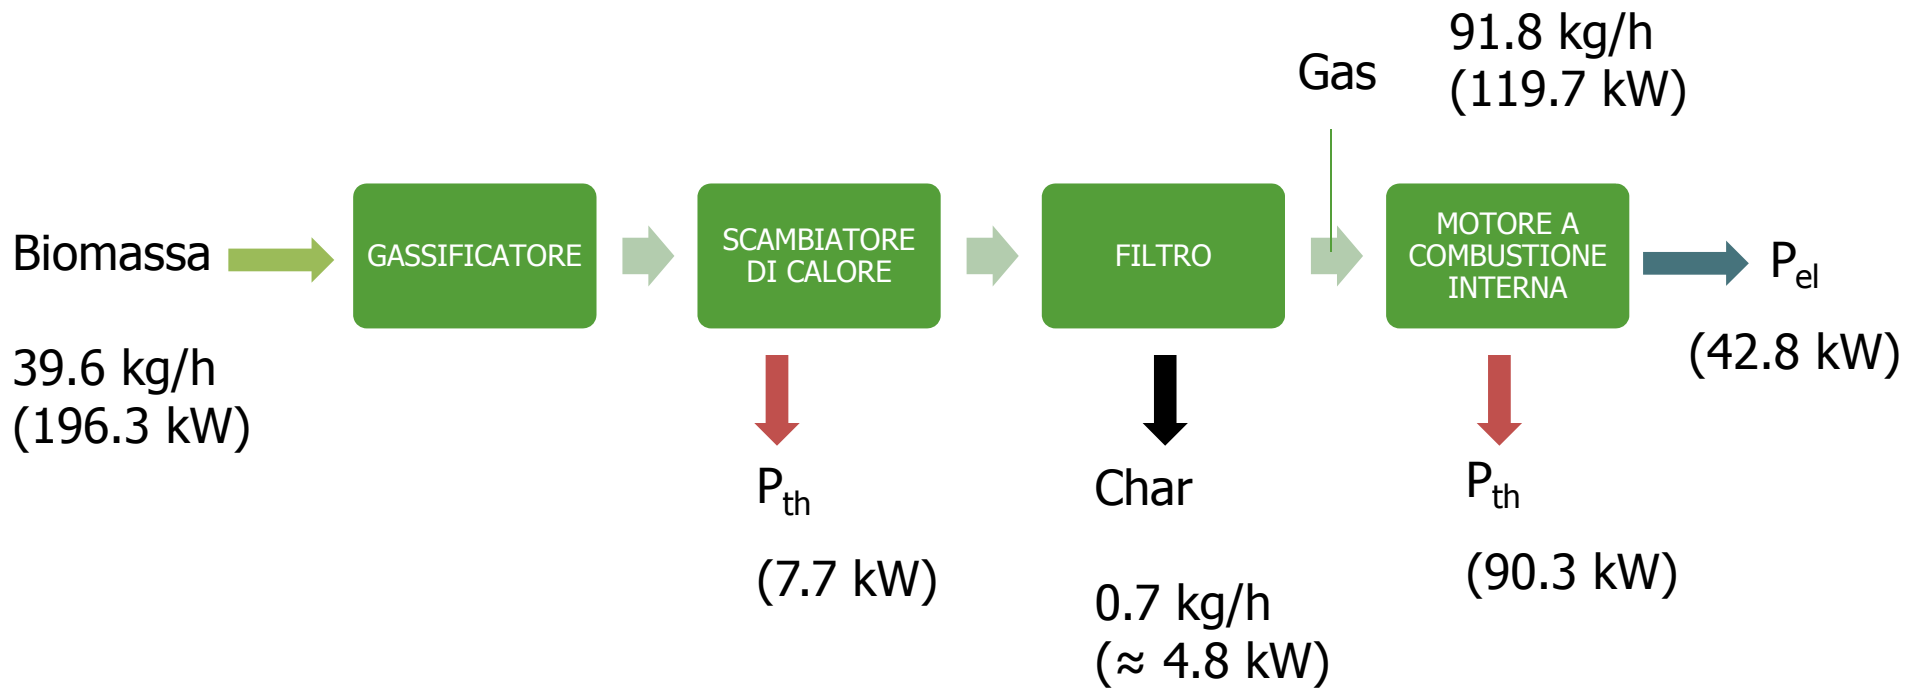 91.8 kg/h
(119.7 kW)
Gas
Biomassa
39.6 kg/h
(196.3 kW)
GASSIFICATORE
SCAMBIATORE
DI CALORE
FILTRO
MOTORE A
COMBUSTIONE
INTERNA
Pel
(42.8 kW)
Pth
(7.7 kW)
Char
0.7 kg/h
(≈ 4.8 kW)
Pth
(90.3 kW)